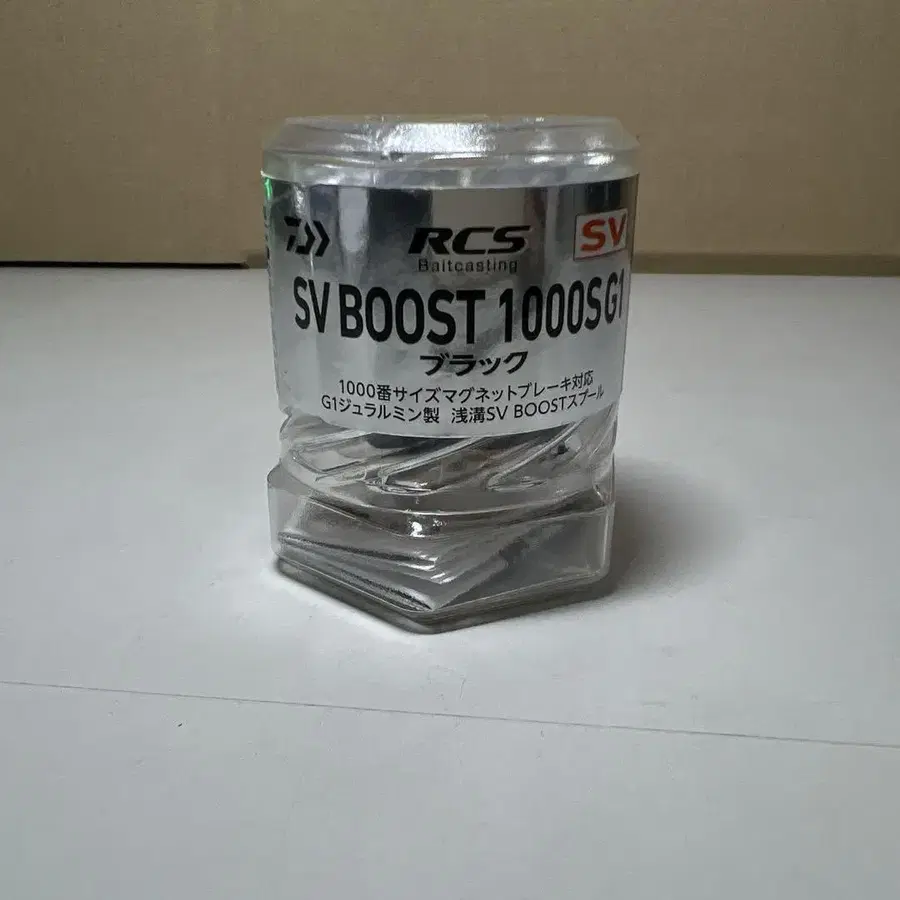 RCS SV
Baitcasting
SV BOOST 1000SG1
ブラック
1000番サイズマグネットブレーキ対応
G1ジュラルミン製 浅溝SV BOOSTスプール